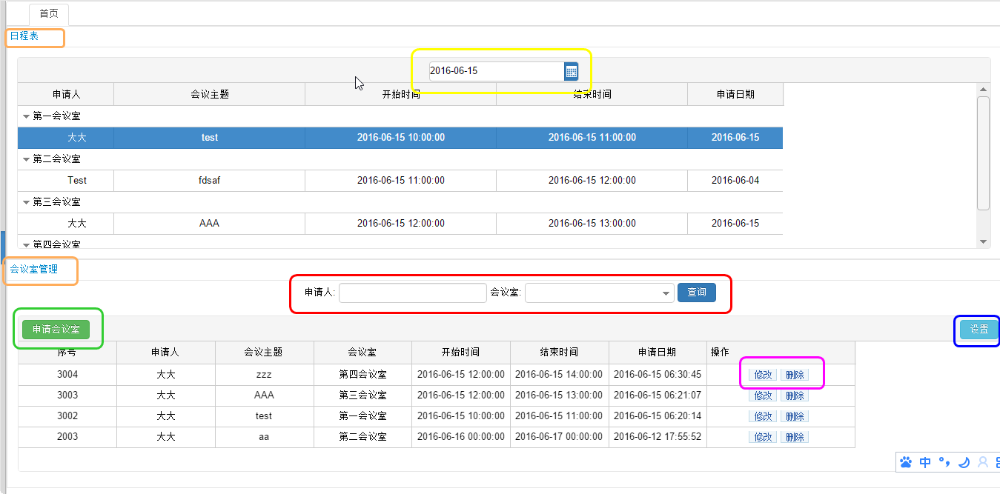 首页
日程表
2016-06-15
申请人 会议主题 开始时间 结束时间 申请日期
第一会议室
大大 test 2016-06-15 10:00:00 2016-06-15 11:00:00 2016-06-15
第二会议室
Test fdsaf 2016-06-15 11:00:00 2016-06-15 12:00:00 2016-06-04
第三会议室
大大 AAA 2016-06-15 12:00:00 2016-06-15 13:00:00 2016-06-15
第四会议室
会议室管理
申请人: 会议室: 查询
申请会议室 设置
序号 申请人 会议主题 会议室 开始时间 结束时间 申请日期 操作
3004 大大 zzz 第四会议室 2016-06-15 12:00:00 2016-06-15 14:00:00 2016-06-15 06:30:45 修改 删除
3003 大大 AAA 第三会议室 2016-06-15 12:00:00 2016-06-15 13:00:00 2016-06-15 06:21:07 修改 删除
3002 大大 test 第一会议室 2016-06-15 10:00:00 2016-06-15 11:00:00 2016-06-15 06:20:14 修改 删除
2003 大大 aa 第二会议室 2016-06-16 00:00:00 2016-06-17 00:00:00 2016-06-12 17:55:52 修改 删除
中 °,